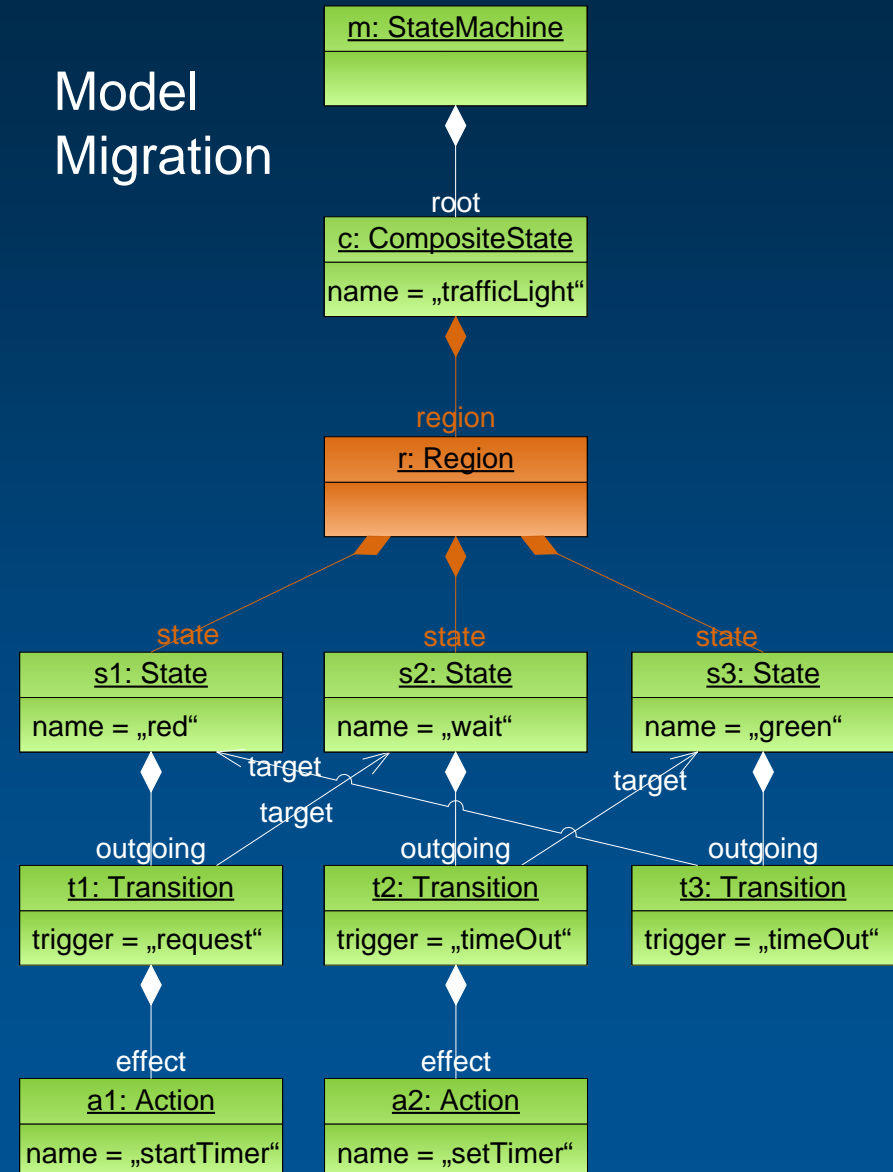 m: StateMachine
Model
Migration
root
c: CompositeState
name = „trafficLight“
region
r: Region
state
state
state
s1: State
s2: State
s3: State
name = „red“
name = „wait“
name = „green“
target
target
target
outgoing
outgoing
outgoing
t1: Transition
t2: Transition
t3: Transition
trigger = „request“
trigger = „timeOut“
trigger = „timeOut“
effect
effect
a1: Action
a2: Action
name = „startTimer“
name = „setTimer“